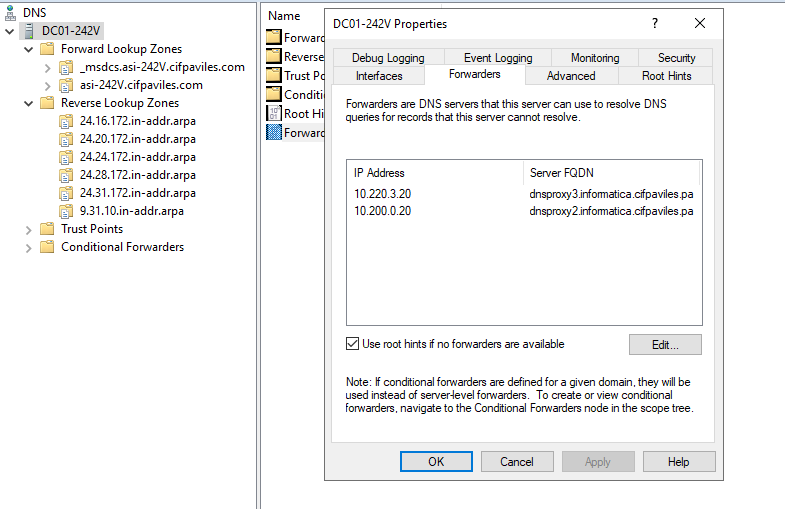 DNS
DC01-242V
Forward Lookup Zones
_msdcs.asi-242V.cifpaviles.com
asi-242V.cifpaviles.com
Reverse Lookup Zones
24.16.172.in-addr.arpa
24.20.172.in-addr.arpa
24.24.172.in-addr.arpa
24.28.172.in-addr.arpa
24.31.172.in-addr.arpa
9.31.10.in-addr.arpa
Trust Points
Conditional Forwarders
Name
Forward
Reverse
Trust Po
Conditio
Root Hi
Forward
DC01-242V Properties
Debug Logging Event Logging Monitoring Security
Interfaces Forwarders Advanced Root Hints
Forwarders are DNS servers that this server can use to resolve DNS
queries for records that this server cannot resolve.
IP Address Server FQDN
10.220.3.20 dnsproxy3.informatica.cifpaviles.pa
10.200.0.20 dnsproxy2.informatica.cifpaviles.pa
Use root hints if no forwarders are available
Edit...
Note: If conditional forwarders are defined for a given domain, they will be
used instead of server-level forwarders. To create or view conditional
forwarders, navigate to the Conditional Forwarders node in the scope tree.
OK Cancel Apply Help